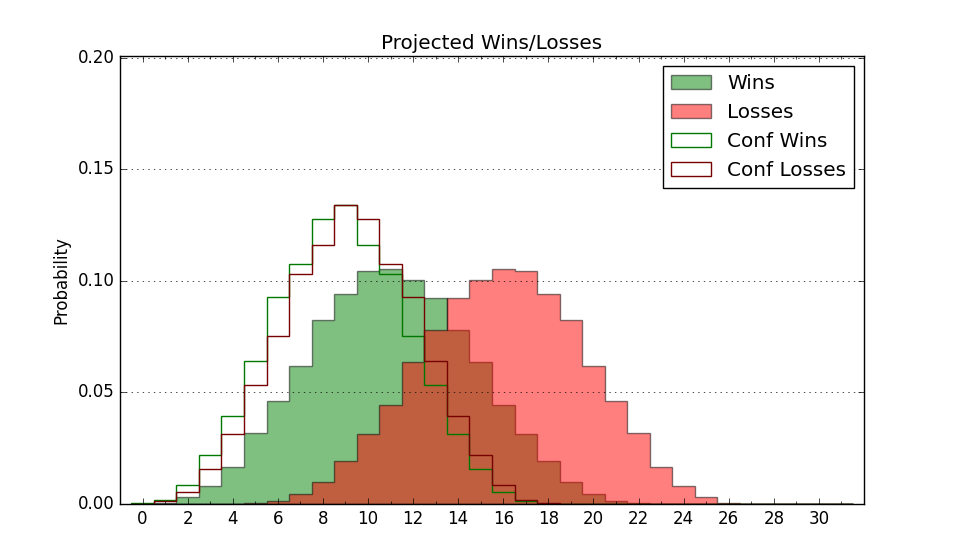 Projected Wins/Losses
0.20
0.15
0.10
0.05
0.00
Probability
Wins
Losses
Conf Wins
Conf Losses
0 2 4 6 8 10 12 14 16 18 20 22 24 26 28 30